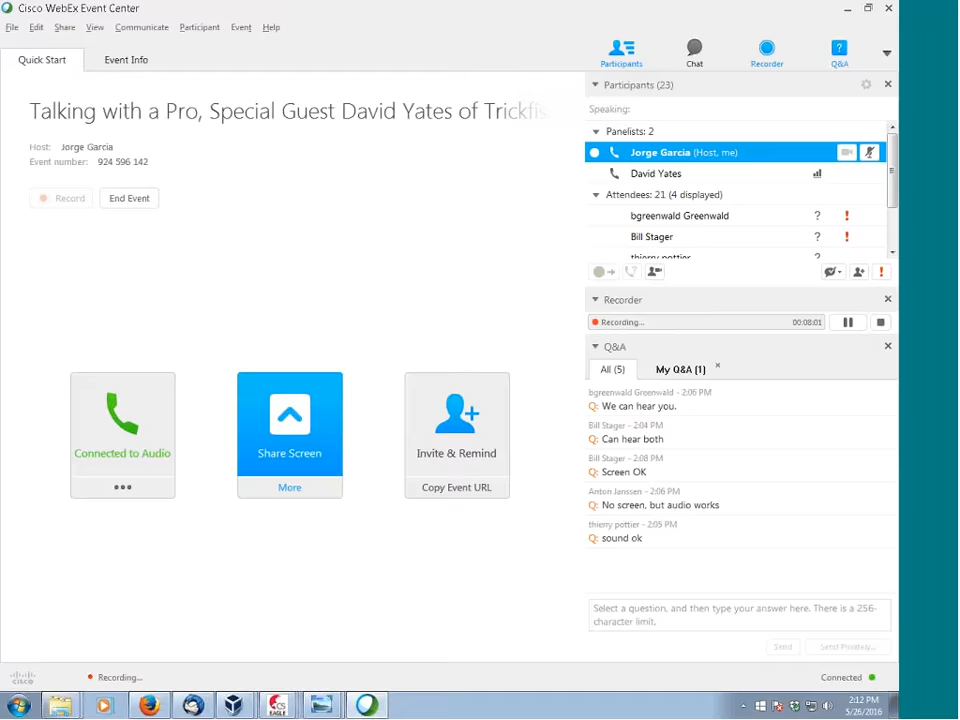 Cisco WebEx Event Center
File Edit Share View Communicate Participant Event Help
Quick Start Event Info
Participants Chat Recorder Q&A
Talking with a Pro, Special Guest David Yates of Trickfis
Host: Jorge Garcia
Event number: 924 596 142
Record End Event
Connected to Audio
Share Screen
More
Invite & Remind
Copy Event URL
Participants (23)
Speaking:
Panelists: 2
Jorge Garcia (Host, me)
David Yates
Attendees: 21 (4 displayed)
bgreenwald Greenwald ? !
Bill Stager ? !
thierry pottier ?
Recorder
Recording... 00:08:01
Q&A
All (5) My Q&A (1)
bgreenwald Greenwald - 2:06 PM
Q: We can hear you.
Bill Stager - 2:04 PM
Q: Can hear both
Bill Stager - 2:08 PM
Q: Screen OK
Anton Janssen - 2:06 PM
Q: No screen, but audio works
thierry pottier - 2:05 PM
Q: sound ok
Select a question, and then type your answer here. There is a 256-
character limit.
Send Send Privately...
cisco Recording... Connected
CS
EAGLE
2:12 PM
5/26/2016